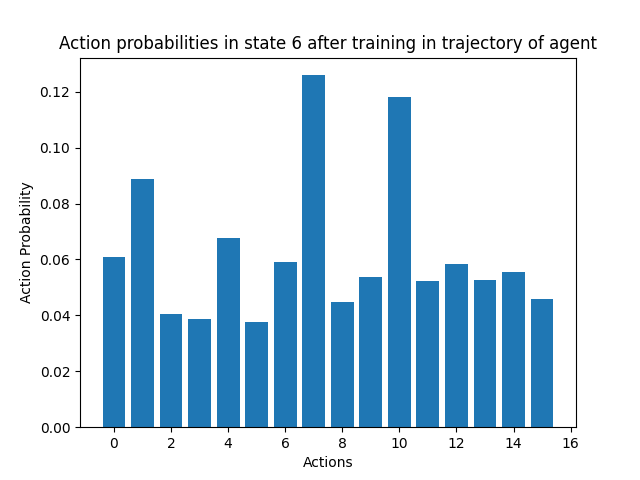 Action probabilities in state 6 after training in trajectory of agent
0.12
0.10
0.08
0.06
0.04
0.02
0.00
Action Probability
0 2 4 6 8 10 12 14 16
Actions